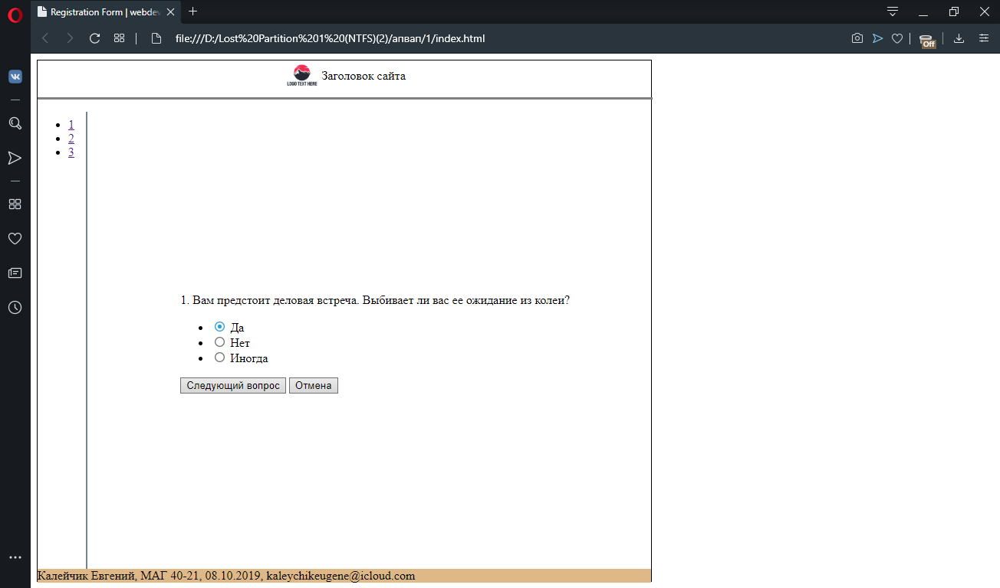 Registration Form | webdev
file:///D:/Lost%20Partition%201%20(NTFS)(2)/апвап/1/index.html
Off
LOGO TEXT HERE
Заголовок сайта
1
2
3
1. Вам предстоит деловая встреча. Выбивает ли вас ее ожидание из колеи?
Да
Нет
Иногда
Следующий вопрос Отмена
Калейчик Евгений, МАГ 40-21, 08.10.2019, kaleychikeugene@icloud.com